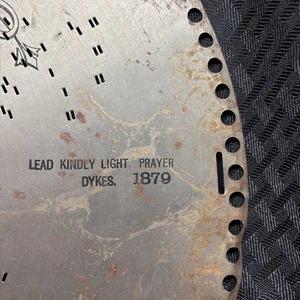 LEAD KINDLY LIGHT. PRAYER
DYKES. 1879